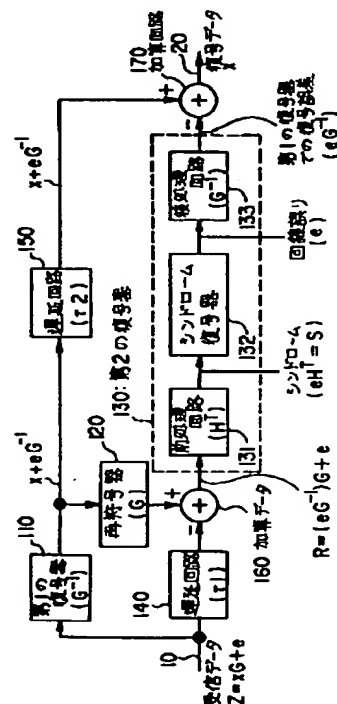 10
受信データ
Z=xG+e
第1の
復号器
(G⁻¹)
110
140
遅延回路
(τ1)
x+eG⁻¹
120
再符号器
(G)
160 加算データ
R=(eG⁻¹)G+e
150
遅延回路
(τ2)
x+eG⁻¹
130:第2の復号器
前処理
回路
(Hᵀ)
131
シンドローム
(eHᵀ=S)
シンドローム
復号器
132
回線誤り
(e)
後処理
回路
(G⁻¹)
133
第1の復号器
での復号誤差
(eG⁻¹)
170
加算回路
20
復号データ
x
+
+
+
+
-
-